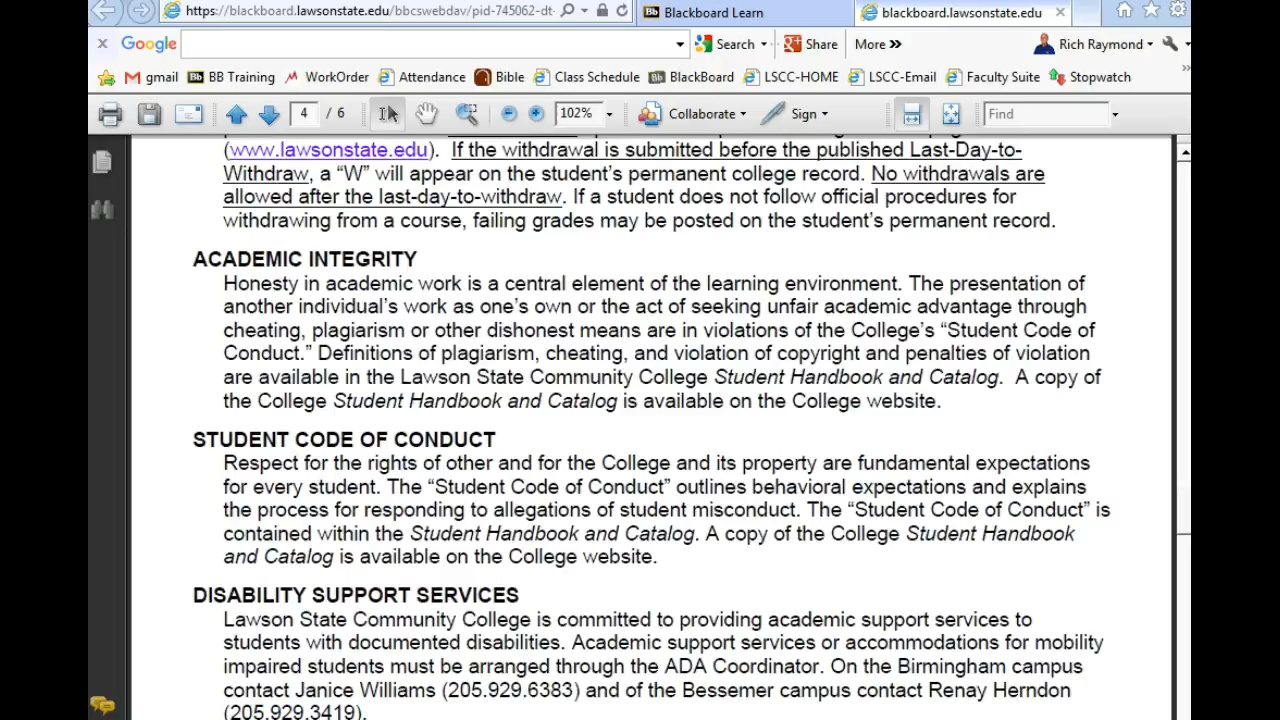 https://blackboard.lawsonstate.edu/bbcswebdav/pid-745062-dt-
Bb Blackboard Learn
blackboard.lawsonstate.edu
x Google Search Share More » Rich Raymond
gmail Bb BB Training WorkOrder Attendance Bible Class Schedule Bb BlackBoard LSCC-HOME LSCC-Email Faculty Suite Stopwatch
4 / 6 102% Collaborate Sign Find
(www.lawsonstate.edu). If the withdrawal is submitted before the published Last-Day-to-
Withdraw, a “W” will appear on the student’s permanent college record. No withdrawals are
allowed after the last-day-to-withdraw. If a student does not follow official procedures for
withdrawing from a course, failing grades may be posted on the student’s permanent record.
ACADEMIC INTEGRITY
Honesty in academic work is a central element of the learning environment. The presentation of
another individual’s work as one’s own or the act of seeking unfair academic advantage through
cheating, plagiarism or other dishonest means are in violations of the College’s “Student Code of
Conduct.” Definitions of plagiarism, cheating, and violation of copyright and penalties of violation
are available in the Lawson State Community College Student Handbook and Catalog. A copy of
the College Student Handbook and Catalog is available on the College website.
STUDENT CODE OF CONDUCT
Respect for the rights of other and for the College and its property are fundamental expectations
for every student. The “Student Code of Conduct” outlines behavioral expectations and explains
the process for responding to allegations of student misconduct. The “Student Code of Conduct” is
contained within the Student Handbook and Catalog. A copy of the College Student Handbook
and Catalog is available on the College website.
DISABILITY SUPPORT SERVICES
Lawson State Community College is committed to providing academic support services to
students with documented disabilities. Academic support services or accommodations for mobility
impaired students must be arranged through the ADA Coordinator. On the Birmingham campus
contact Janice Williams (205.929.6383) and of the Bessemer campus contact Renay Herndon
(205.929.3419).